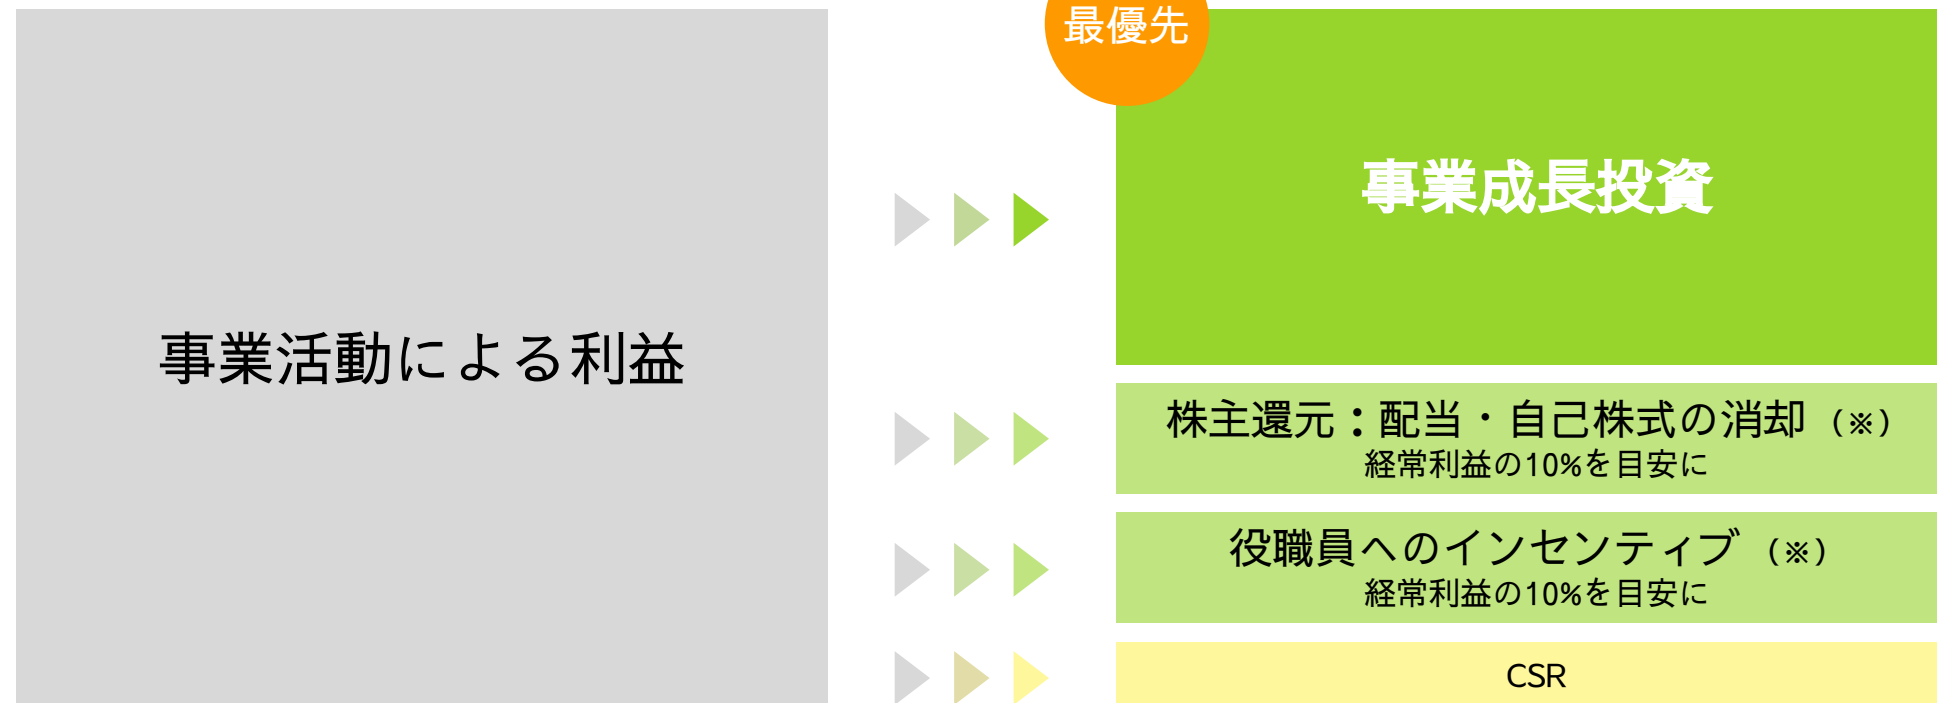 最優先
事業成長投資
事業活動による利益
株主還元：配当・自己株式の消却（※）
経常利益の10%を目安に
役職員へのインセンティブ（※）
経常利益の10%を目安に
CSR